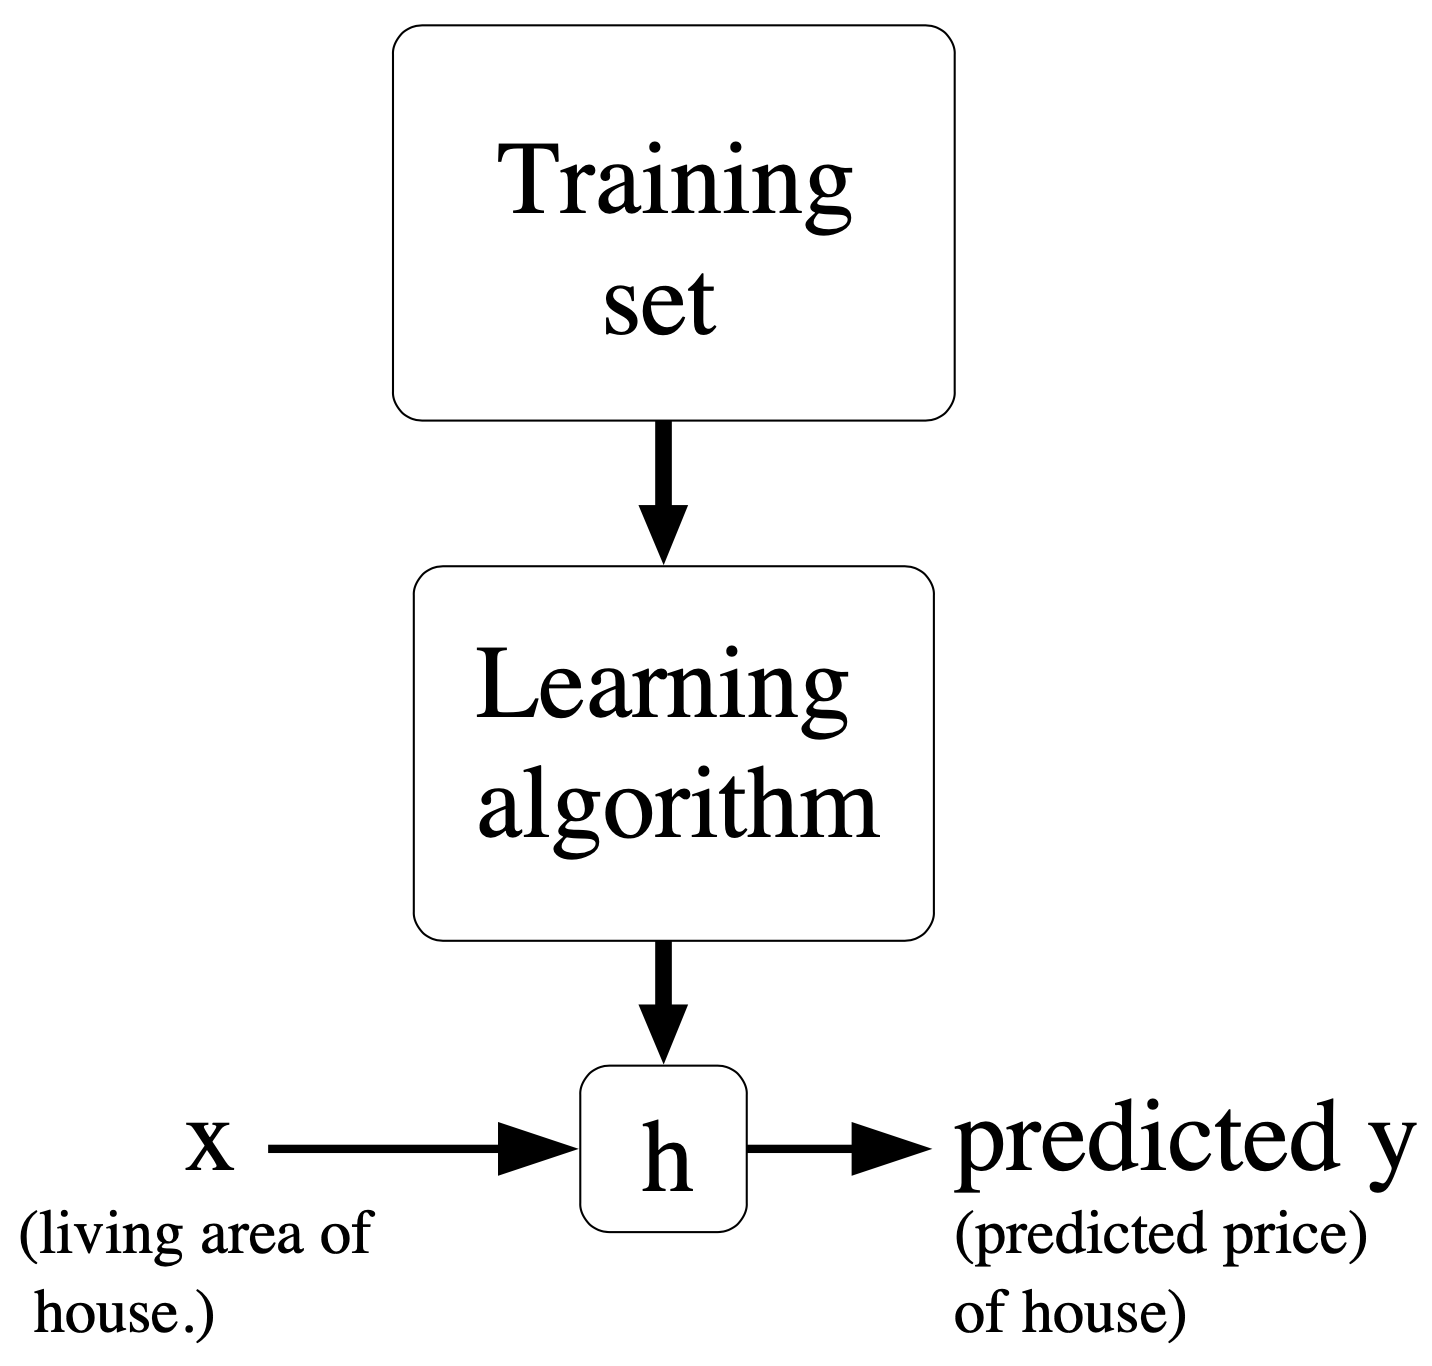 Training
set
Learning
algorithm
x
h
predicted y
(living area of
house.)
(predicted price)
of house)